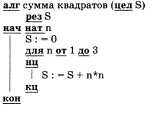 алг сумма квадратов (цел S)
рез S
нач нат n
S := 0
для n от 1 до 3
нц
S := S + n*n
кц
кон